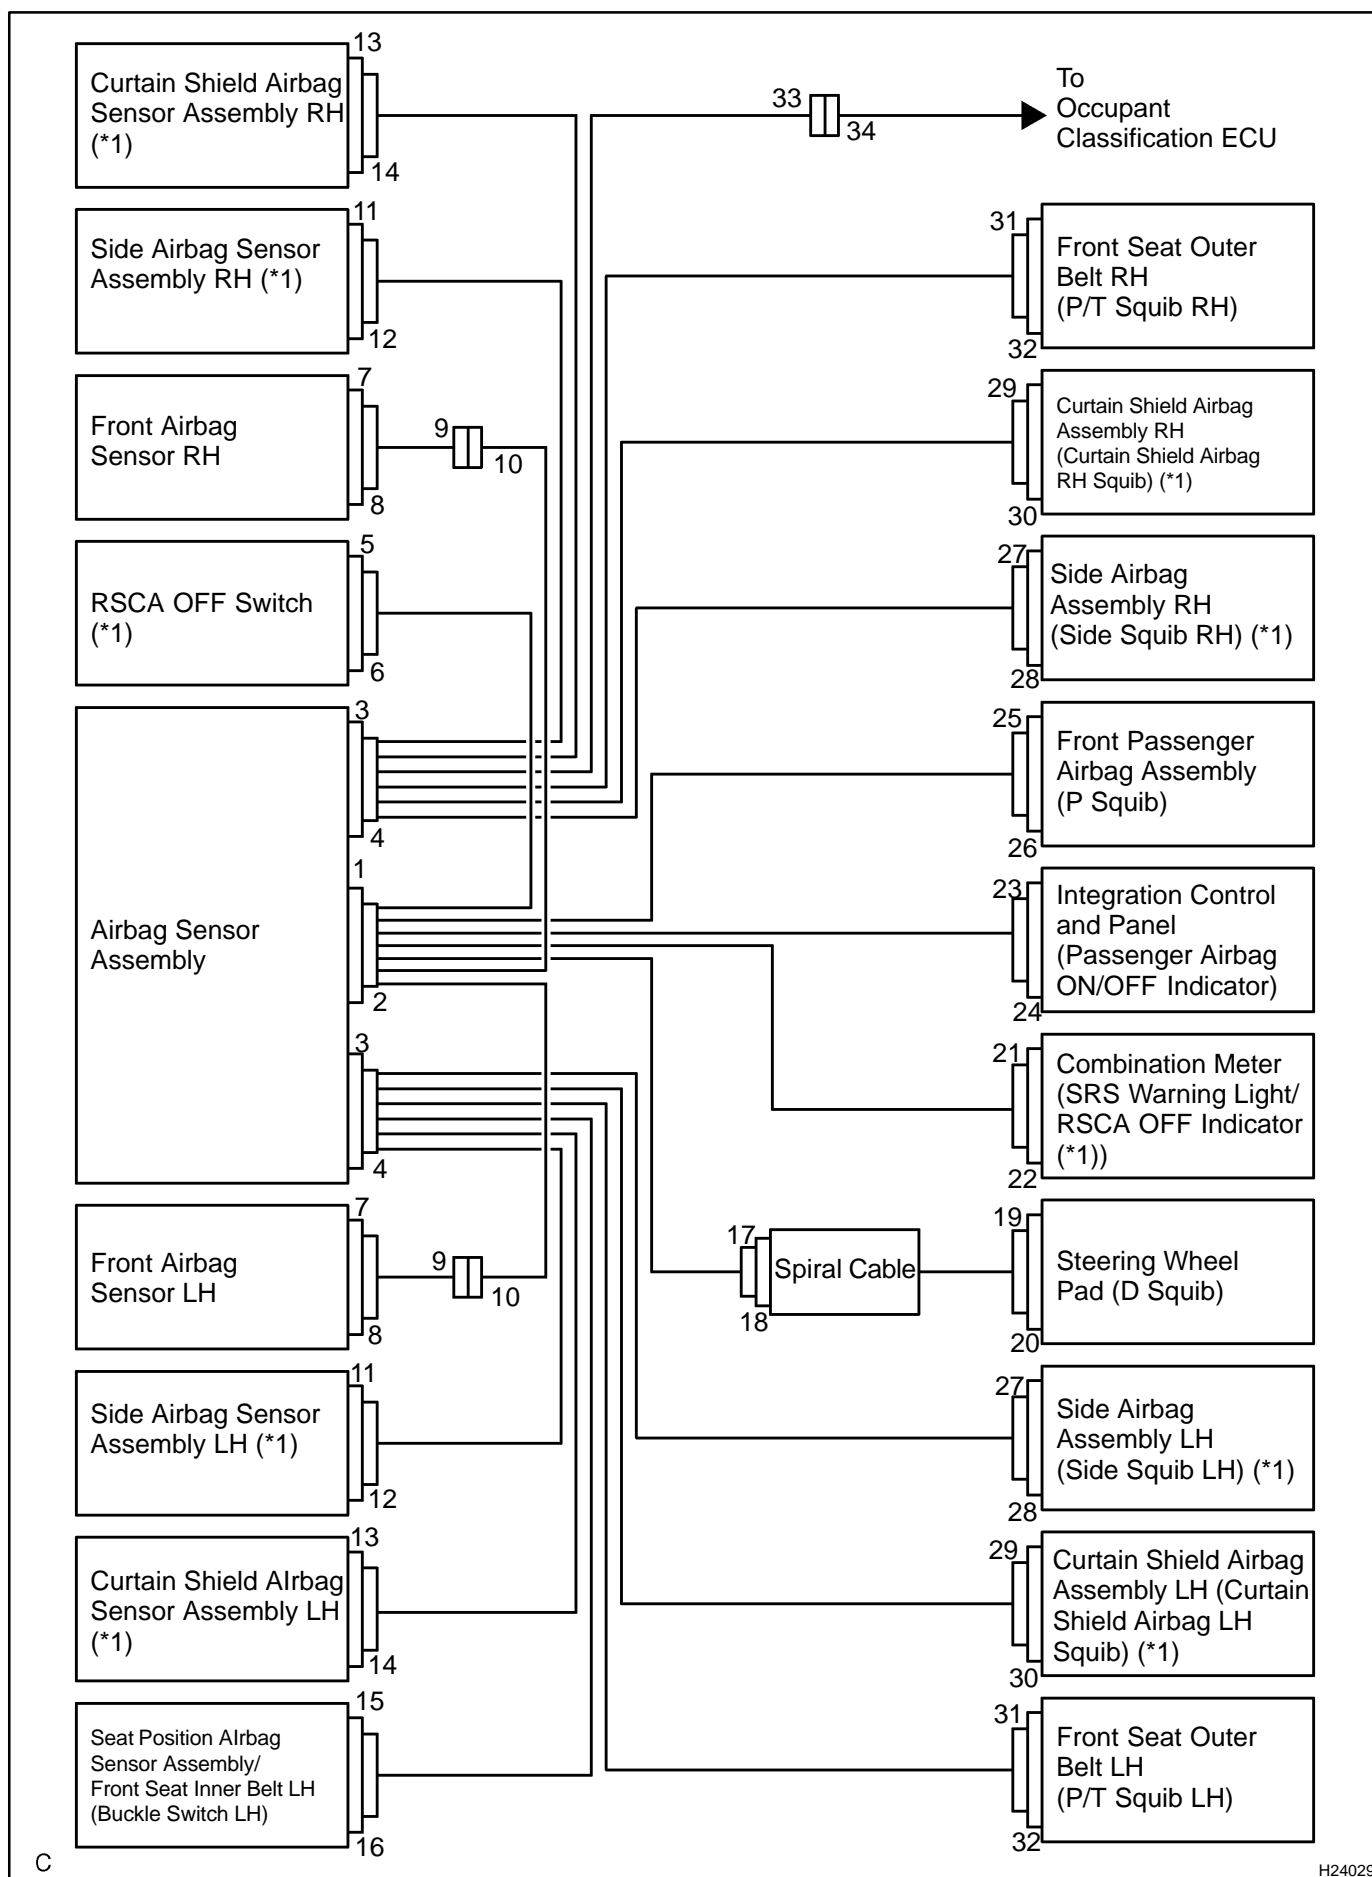 13
Curtain Shield Airbag
Sensor Assembly RH
(*1)
14
11
Side Airbag Sensor
Assembly RH (*1)
12
7
Front Airbag
Sensor RH
8
9
10
5
RSCA OFF Switch
(*1)
6
3
4
1
Airbag Sensor
Assembly
2
3
4
7
Front Airbag
Sensor LH
8
9
10
11
Side Airbag Sensor
Assembly LH (*1)
12
13
Curtain Shield AIrbag
Sensor Assembly LH
(*1)
14
15
Seat Position AIrbag
Sensor Assembly/
Front Seat Inner Belt LH
(Buckle Switch LH)
16
33
34
To
Occupant
Classification ECU
31
Front Seat Outer
Belt RH
(P/T Squib RH)
32
29
Curtain Shield Airbag
Assembly RH
(Curtain Shield Airbag
RH Squib) (*1)
30
27
Side Airbag
Assembly RH
(Side Squib RH) (*1)
28
25
Front Passenger
Airbag Assembly
(P Squib)
26
23
Integration Control
and Panel
(Passenger Airbag
ON/OFF Indicator)
24
21
Combination Meter
(SRS Warning Light/
RSCA OFF Indicator
(*1))
22
17
Spiral Cable
18
19
Steering Wheel
Pad (D Squib)
20
27
Side Airbag
Assembly LH
(Side Squib LH) (*1)
28
29
Curtain Shield Airbag
Assembly LH (Curtain
Shield Airbag LH
Squib) (*1)
30
31
Front Seat Outer
Belt LH
(P/T Squib LH)
32
C
H24029